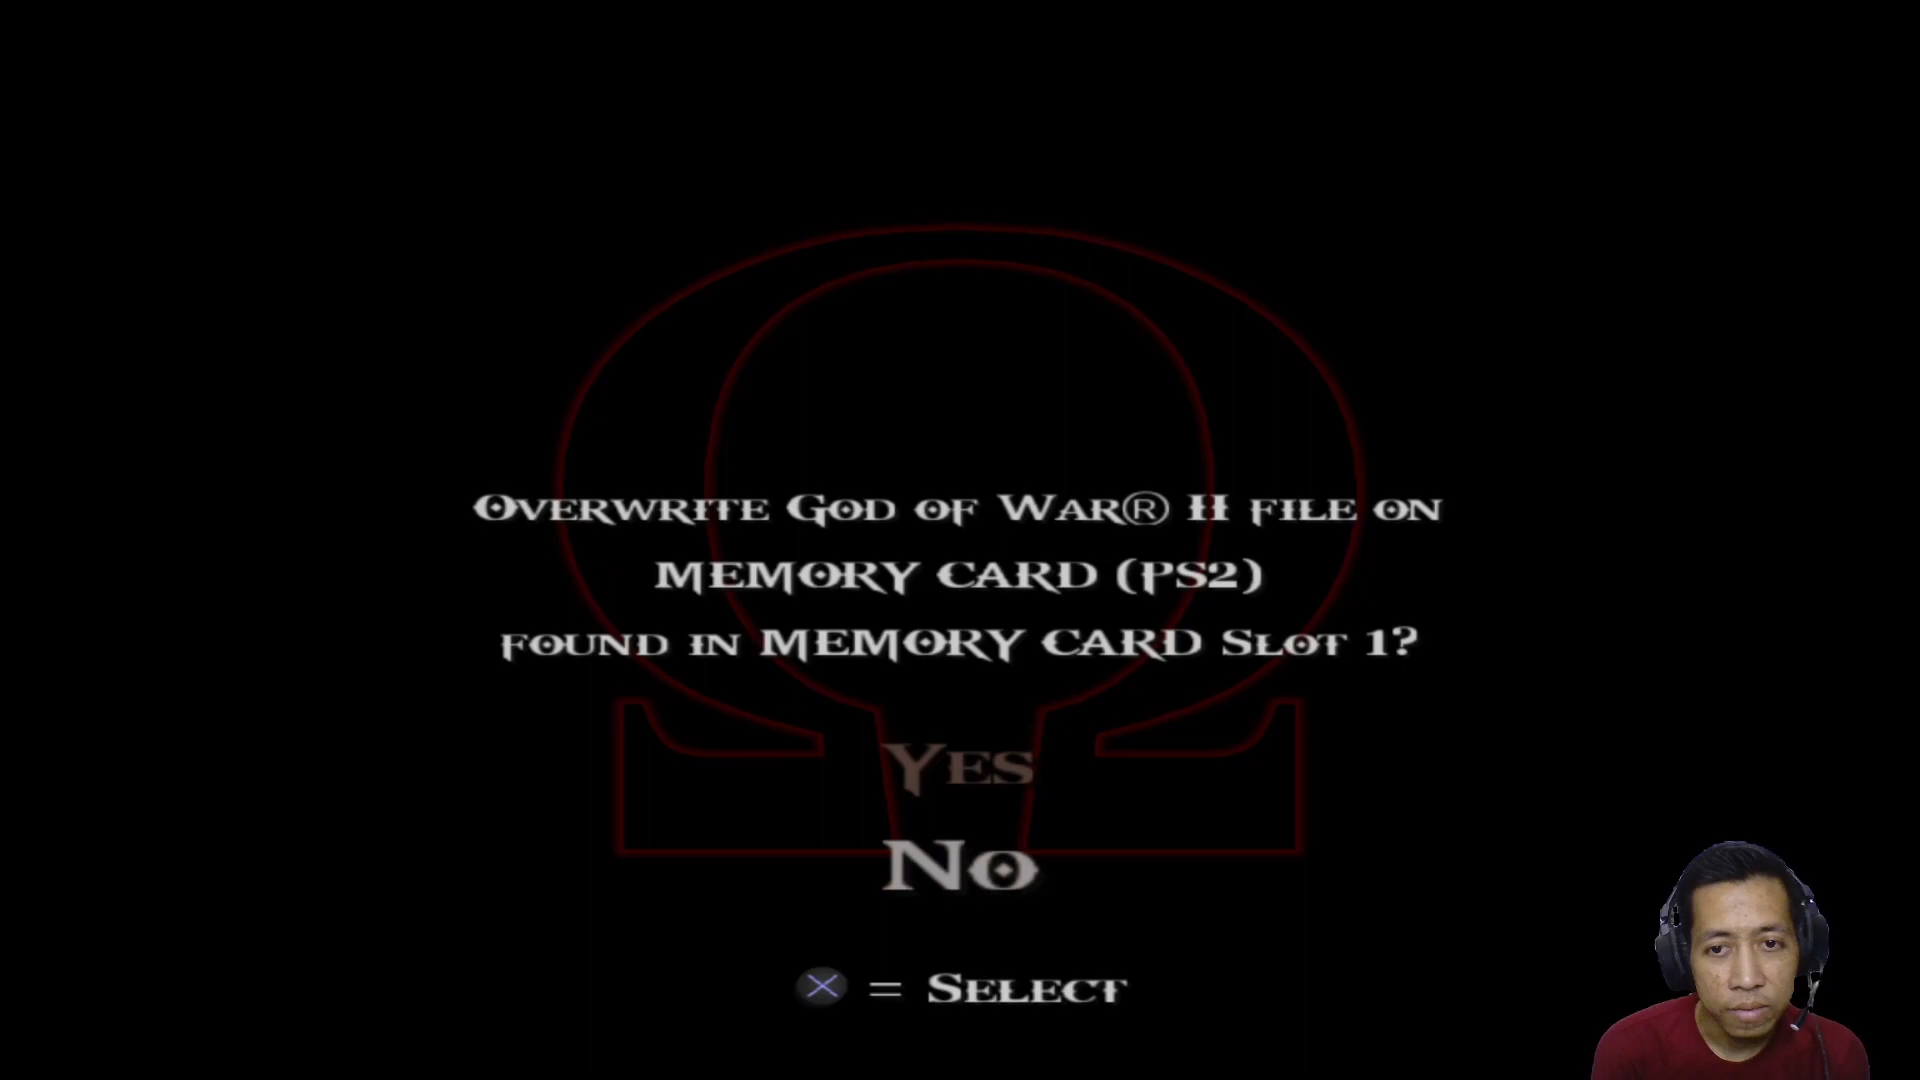 Overwrite God of War® II file on
MEMORY CARD (PS2)
found in MEMORY CARD Slot 1?
Yes
No
= Select